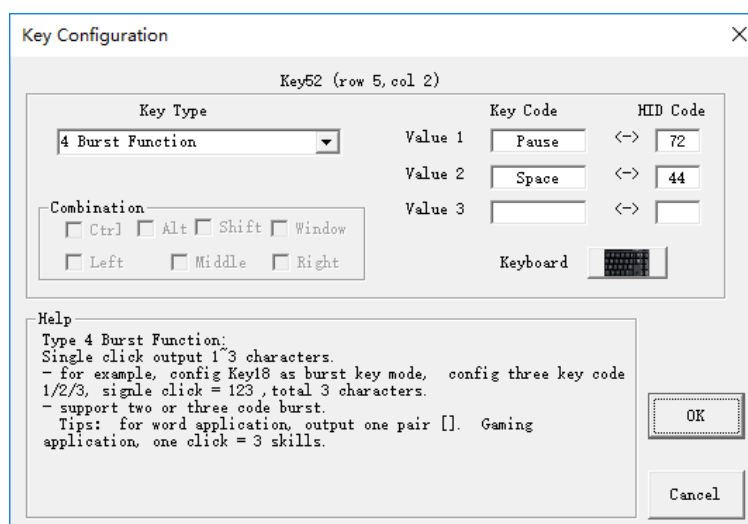 Key Configuration
Key52 (row 5,col 2)
Key Type
Key Code
HID Code
4 Burst Function
Value 1
Pause
<->
72
Value 2
Space
<->
44
Value 3
<->
Combination
Ctrl
Alt
Shift
Window
Left
Middle
Right
Keyboard
Help
Type 4 Burst Function:
Single click output 1~3 characters.
- for example, config Key18 as burst key mode, config three key code
1/2/3, signle click = 123 ,total 3 characters.
- support two or three code burst.
Tips: for word application, output one pair []. Gaming
application, one click = 3 skills.
OK
Cancel